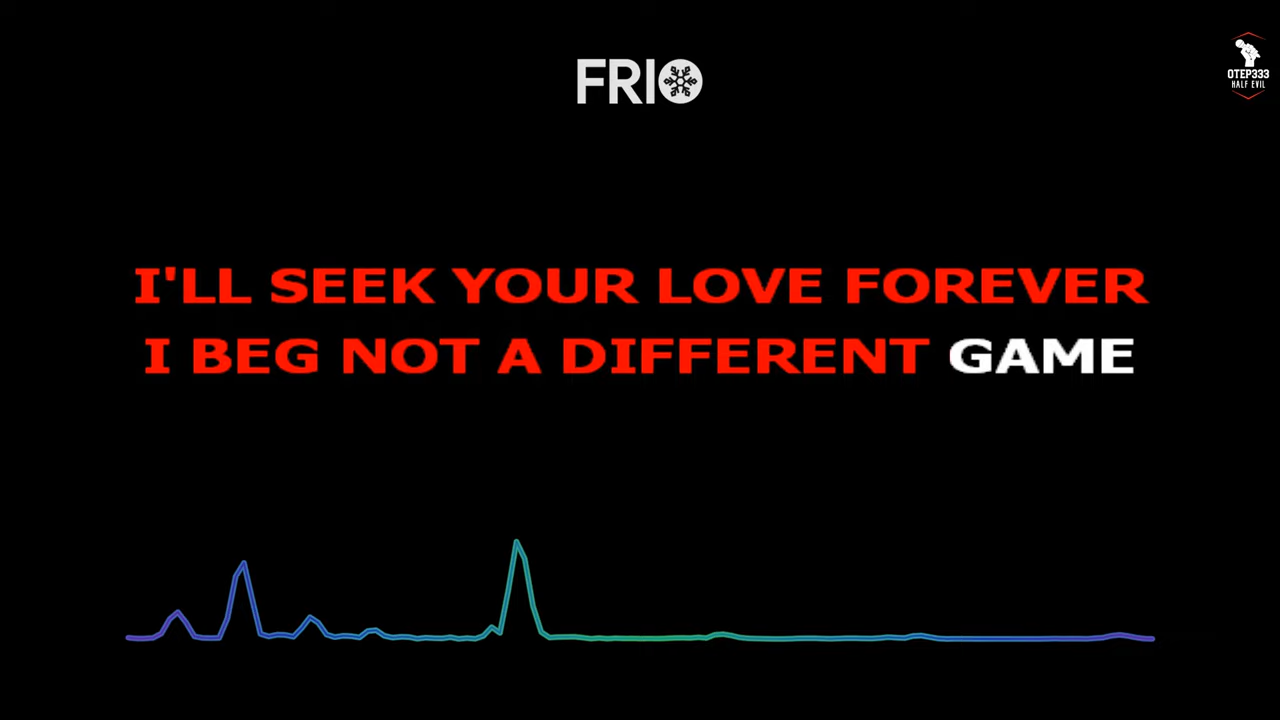 FRIO
OTEP333
HALF EVIL
I'LL SEEK YOUR LOVE FOREVER
I BEG NOT A DIFFERENT GAME